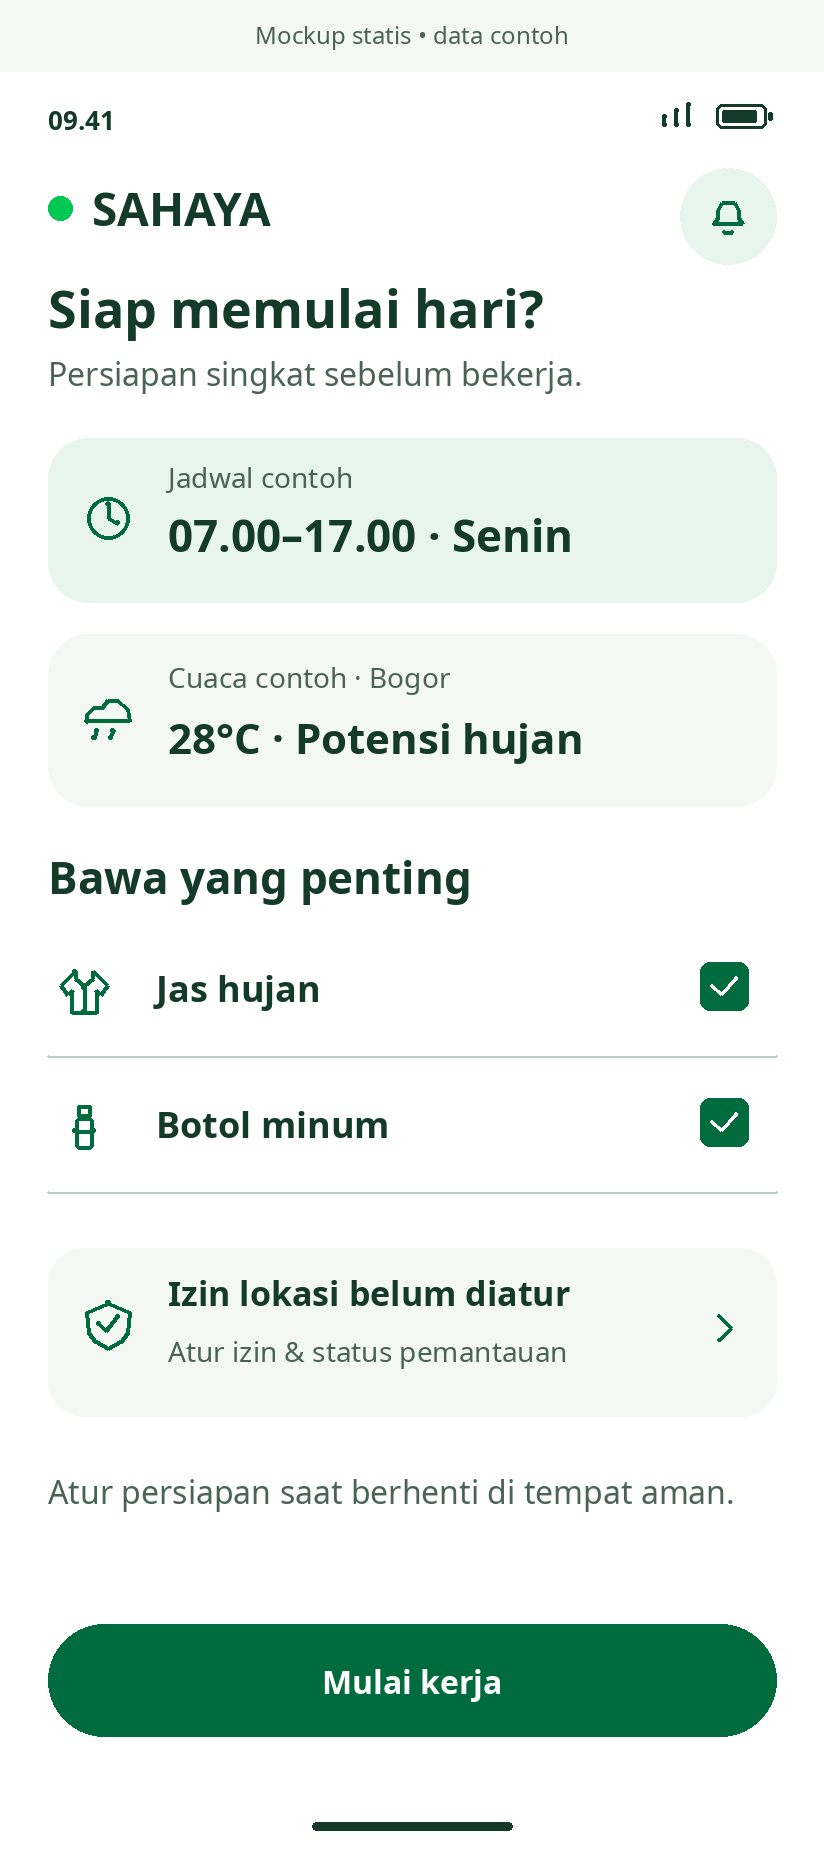 Mockup statis • data contoh
09.41
SAHAYA
Siap memulai hari?
Persiapan singkat sebelum bekerja.
Jadwal contoh
07.00–17.00 · Senin
Cuaca contoh · Bogor
28°C · Potensi hujan
Bawa yang penting
Jas hujan
Botol minum
Izin lokasi belum diatur
Atur izin & status pemantauan
Atur persiapan saat berhenti di tempat aman.
Mulai kerja